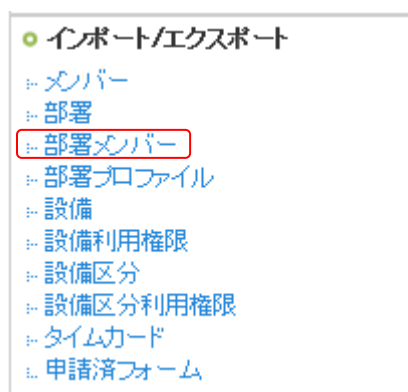 インポート/エクスポート
メンバー
部署
部署メンバー
部署プロファイル
設備
設備利用権限
設備区分
設備区分利用権限
タイムカード
申請済フォーム